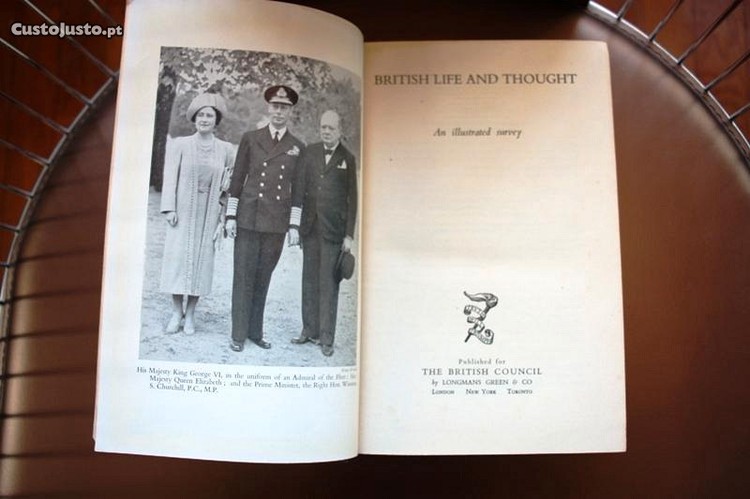 CustoJusto.pt
His Majesty King George VI, in the uniform of an Admiral of the Fleet: Her
Majesty Queen Elizabeth; and the Prime Minister, the Right Hon. Winston
S. Churchill, P.C., M.P.
BRITISH LIFE AND THOUGHT
An illustrated survey
Published for
THE BRITISH COUNCIL
by LONGMANS GREEN & CO
LONDON NEW YORK TORONTO